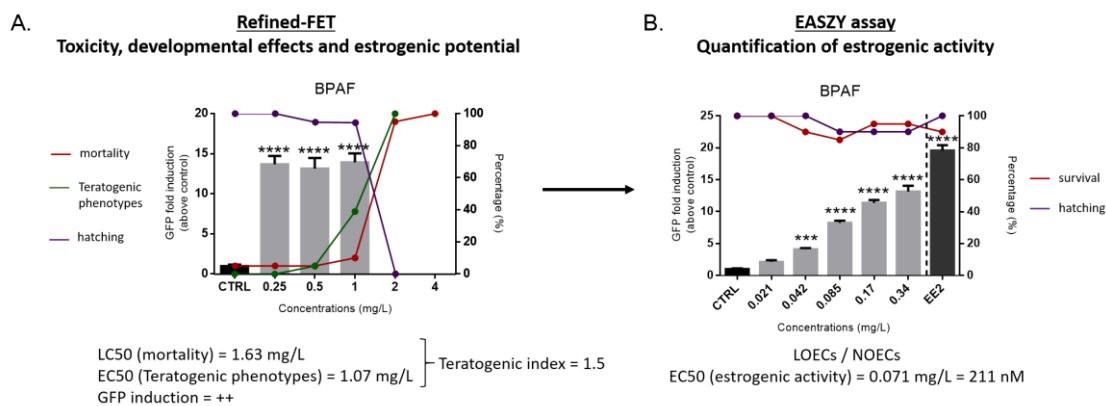 A.
Refined-FET
Toxicity, developmental effects and estrogenic potential
BPAF
mortality
Teratogenic
phenotypes
hatching
GFP fold induction
(above control)
20
15
10
5
0
****
****
****
100
80
60
40
20
0
Percentage (%)
CTRL
0.25
0.5
1
2
4
Concentrations (mg/L)
LC50 (mortality) = 1.63 mg/L
EC50 (Teratogenic phenotypes) = 1.07 mg/L
Teratogenic index = 1.5
GFP induction = ++
B.
EASZY assay
Quantification of estrogenic activity
BPAF
GFP fold induction
(above control)
25
20
15
10
5
0
***
****
****
****
****
100
80
60
40
20
0
Percentage (%)
survival
hatching
CTRL
0.021
0.042
0.085
0.17
0.34
EE2
Concentrations (mg/L)
LOECs / NOECs
EC50 (estrogenic activity) = 0.071 mg/L = 211 nM